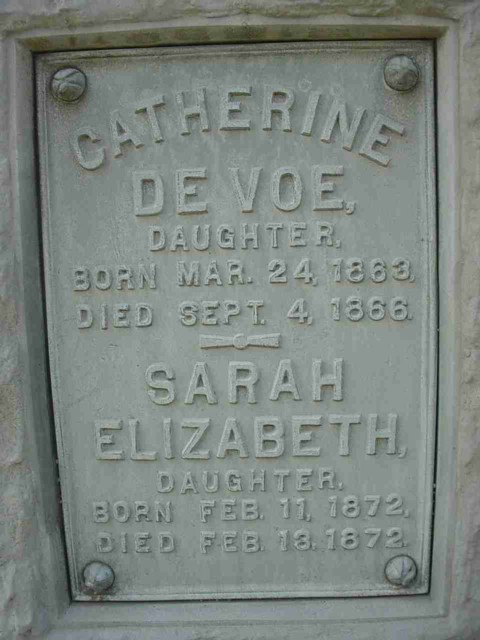 CATHERINE
DE VOE,
DAUGHTER,
BORN MAR. 24, 1863,
DIED SEPT. 4, 1866.
SARAH
ELIZABETH,
DAUGHTER,
BORN FEB. 11, 1872,
DIED FEB. 13. 1872.